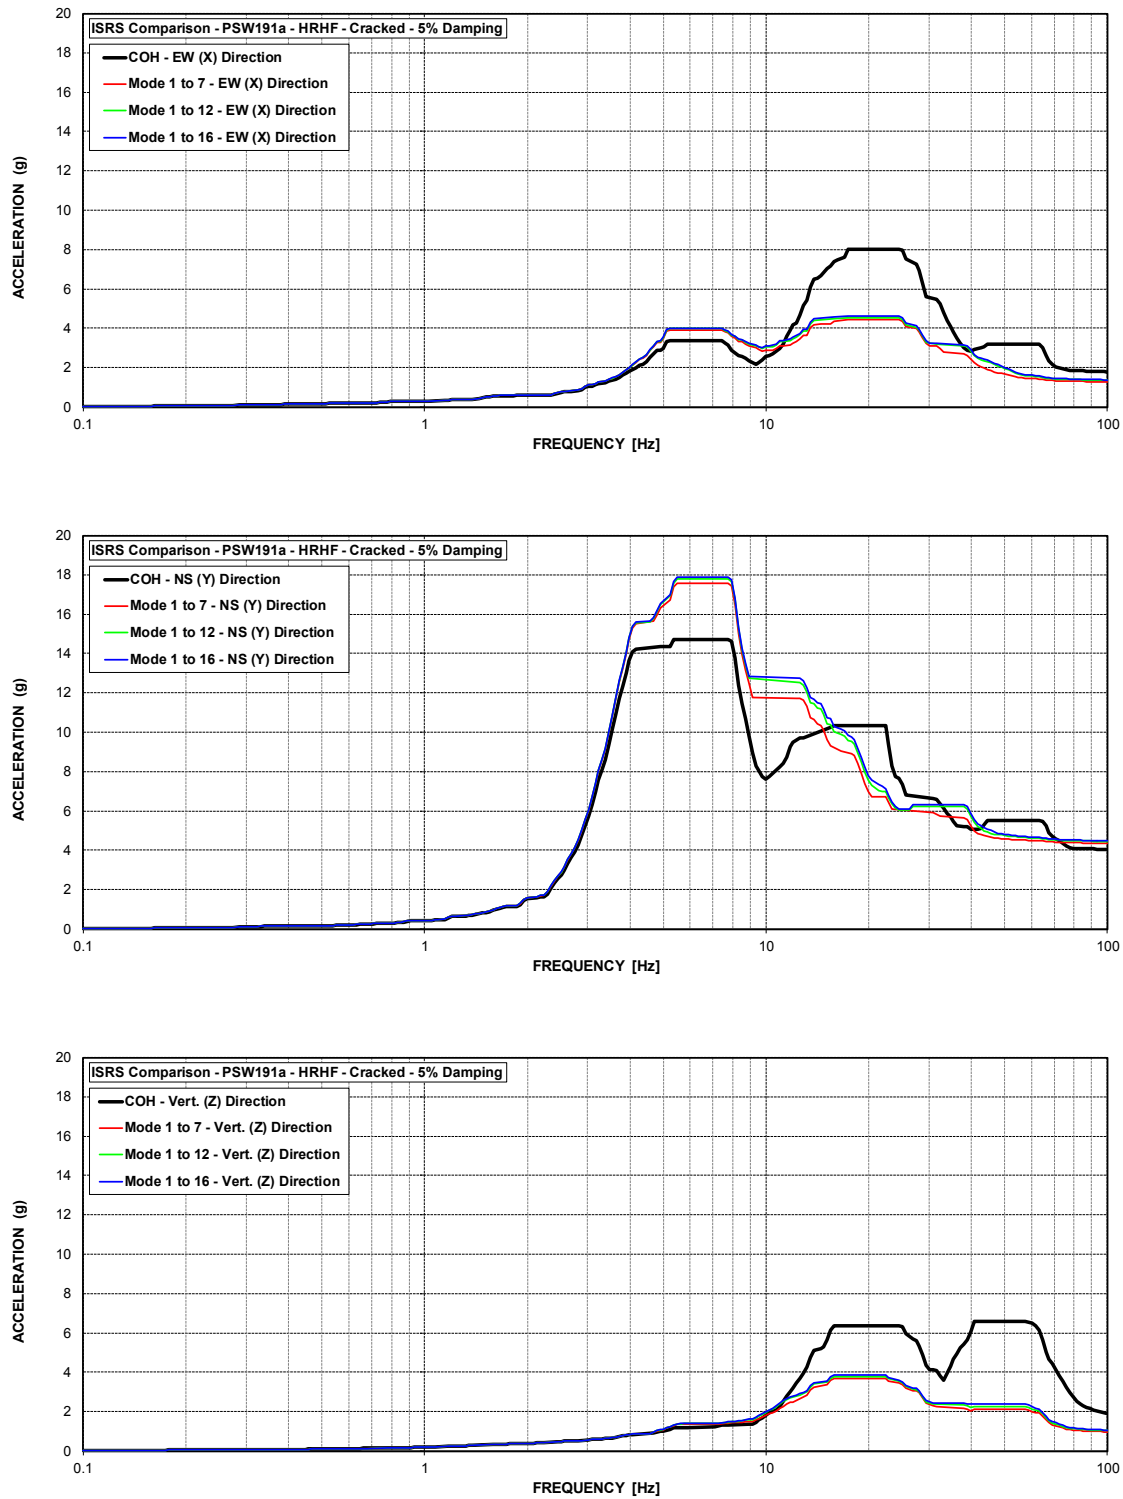 ISRS Comparison - PSW191a - HRHF - Cracked - 5% Damping
COH - EW (X) Direction
Mode 1 to 7 - EW (X) Direction
Mode 1 to 12 - EW (X) Direction
Mode 1 to 16 - EW (X) Direction
ACCELERATION (g)
20
18
16
14
12
10
8
6
4
2
0
0.1 1 10 100
FREQUENCY [Hz]
ISRS Comparison - PSW191a - HRHF - Cracked - 5% Damping
COH - NS (Y) Direction
Mode 1 to 7 - NS (Y) Direction
Mode 1 to 12 - NS (Y) Direction
Mode 1 to 16 - NS (Y) Direction
ACCELERATION (g)
20
18
16
14
12
10
8
6
4
2
0
0.1 1 10 100
FREQUENCY [Hz]
ISRS Comparison - PSW191a - HRHF - Cracked - 5% Damping
COH - Vert. (Z) Direction
Mode 1 to 7 - Vert. (Z) Direction
Mode 1 to 12 - Vert. (Z) Direction
Mode 1 to 16 - Vert. (Z) Direction
ACCELERATION (g)
20
18
16
14
12
10
8
6
4
2
0
0.1 1 10 100
FREQUENCY [Hz]